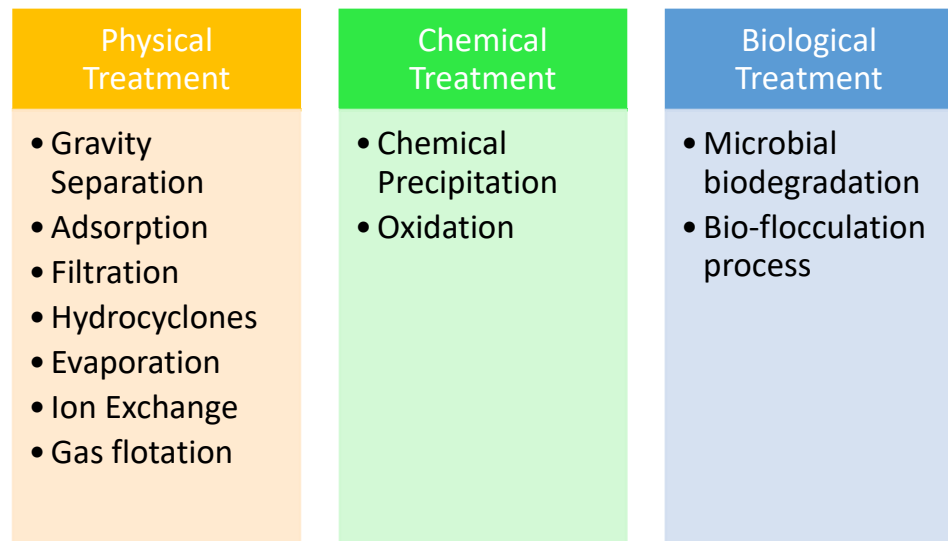 Physical
Treatment
• Gravity
Separation
• Adsorption
• Filtration
• Hydrocyclones
• Evaporation
• Ion Exchange
• Gas flotation
Chemical
Treatment
• Chemical
Precipitation
• Oxidation
Biological
Treatment
• Microbial
biodegradation
• Bio-flocculation
process